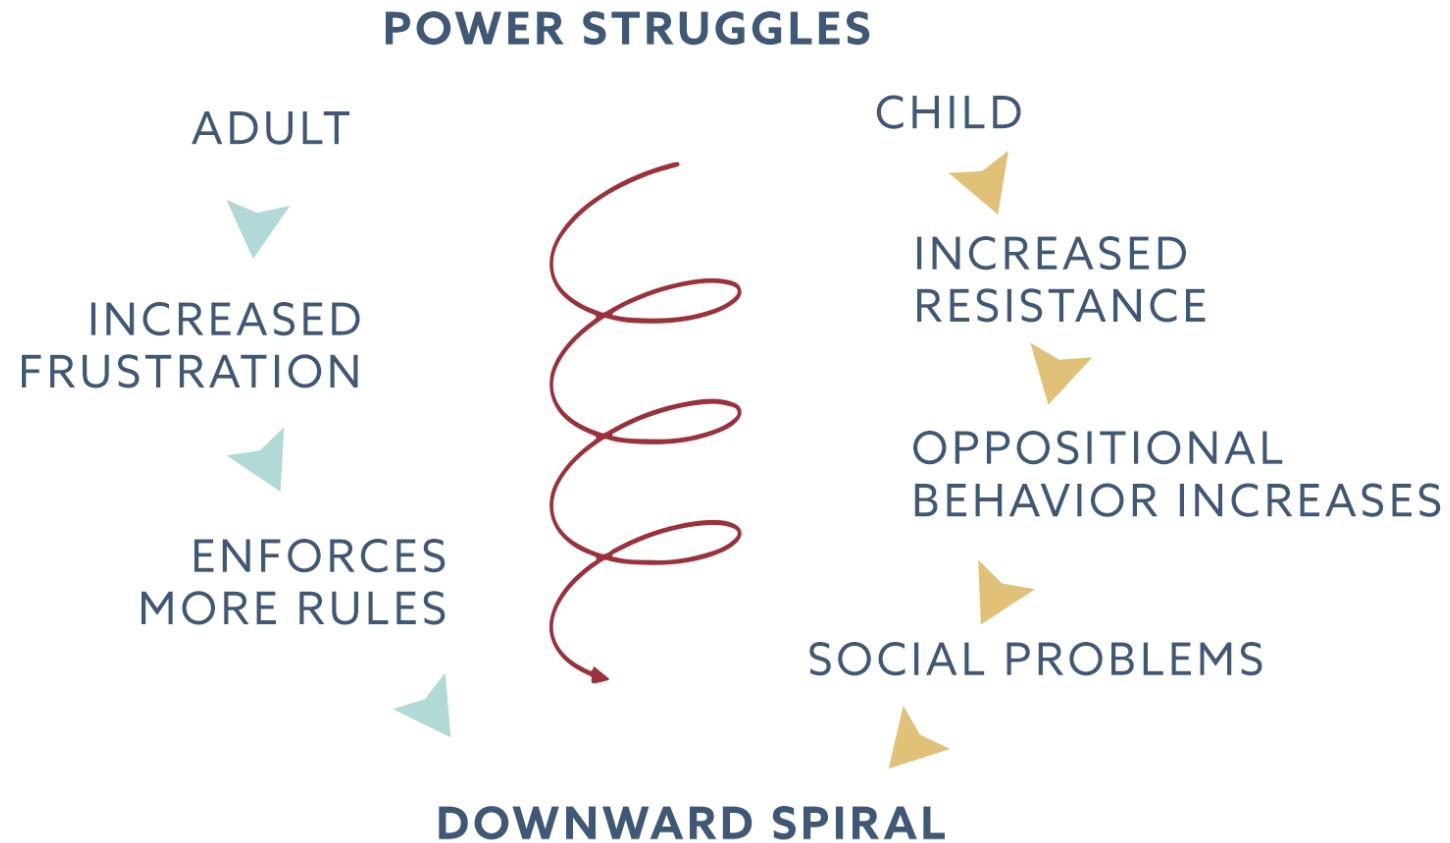 POWER STRUGGLES
ADULT
INCREASED
FRUSTRATION
ENFORCES
MORE RULES
CHILD
INCREASED
RESISTANCE
OPPOSITIONAL
BEHAVIOR INCREASES
SOCIAL PROBLEMS
DOWNWARD SPIRAL